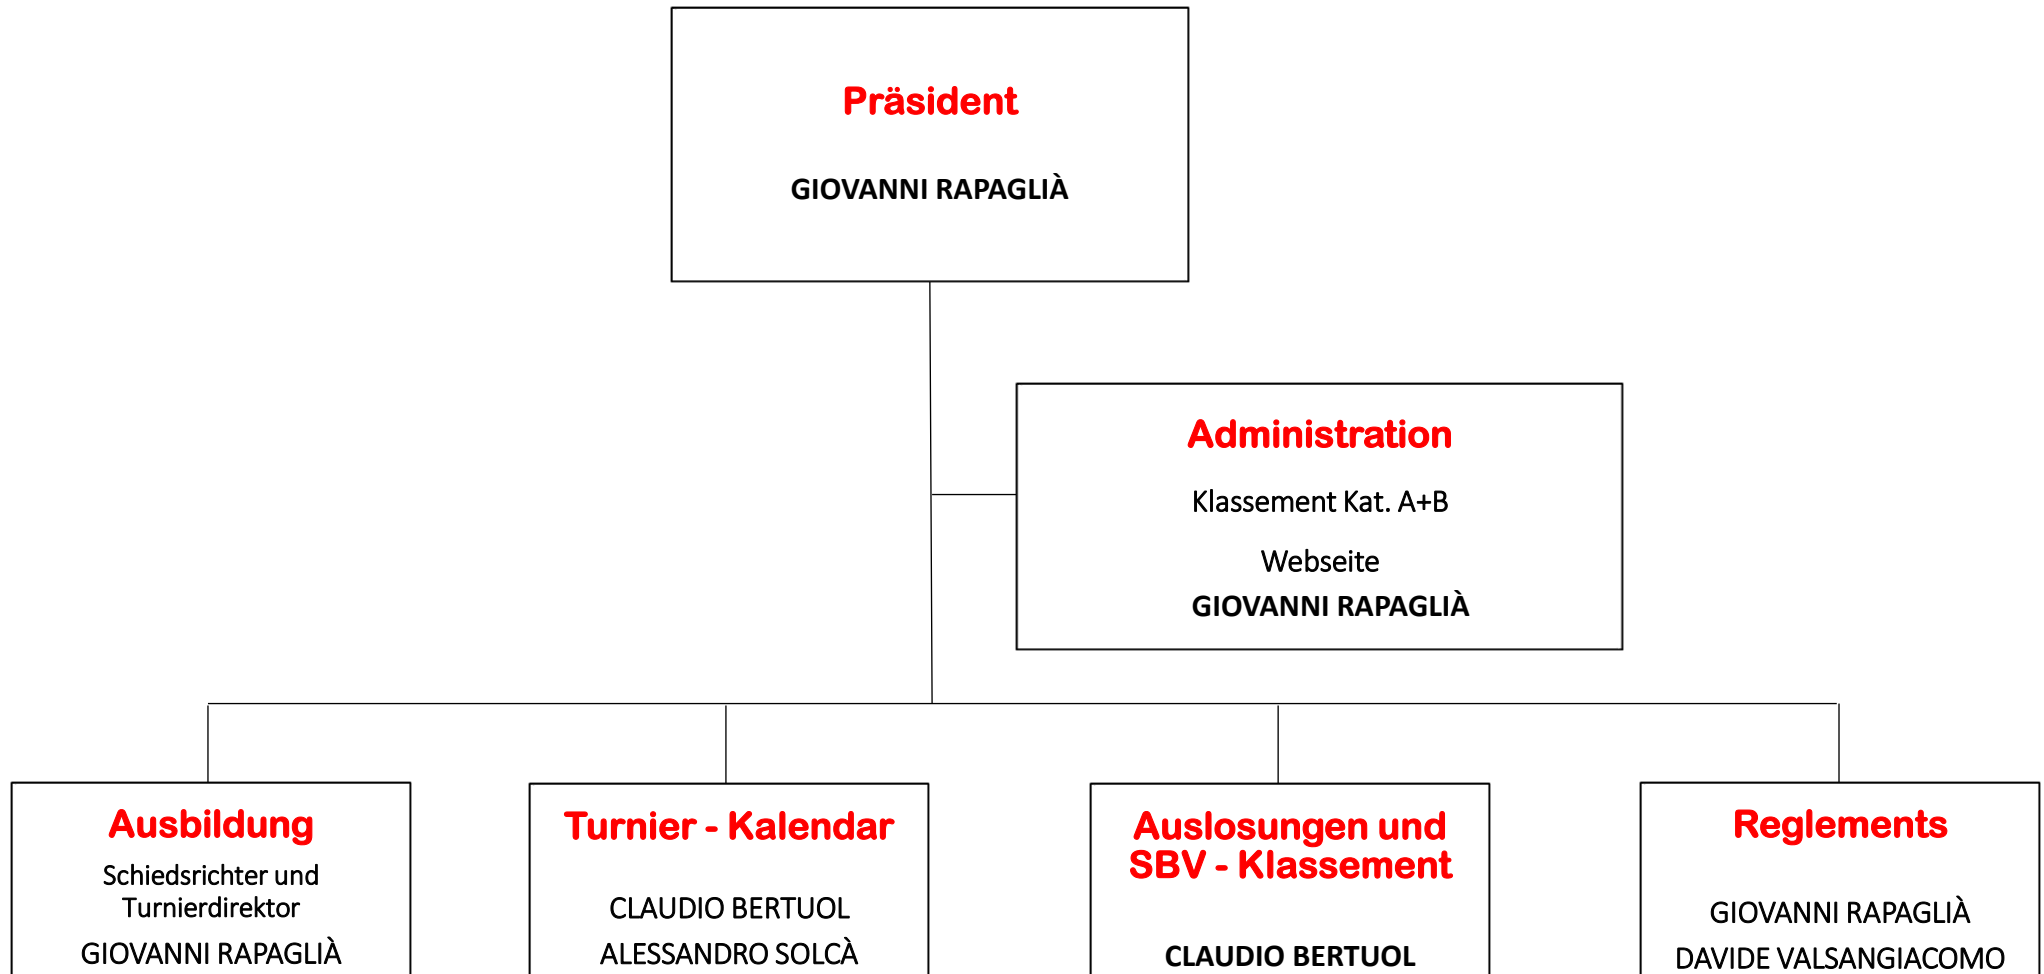 Präsident
GIOVANNI RAPAGLIÀ
Administration
Klassement Kat. A+B
Webseite
GIOVANNI RAPAGLIÀ
Ausbildung
Schiedsrichter und
Turnierdirektor
GIOVANNI RAPAGLIÀ
Turnier - Kalendar
CLAUDIO BERTUOL
ALESSANDRO SOLCÀ
Auslosungen und
SBV - Klassement
CLAUDIO BERTUOL
Reglements
GIOVANNI RAPAGLIÀ
DAVIDE VALSANGIACOMO